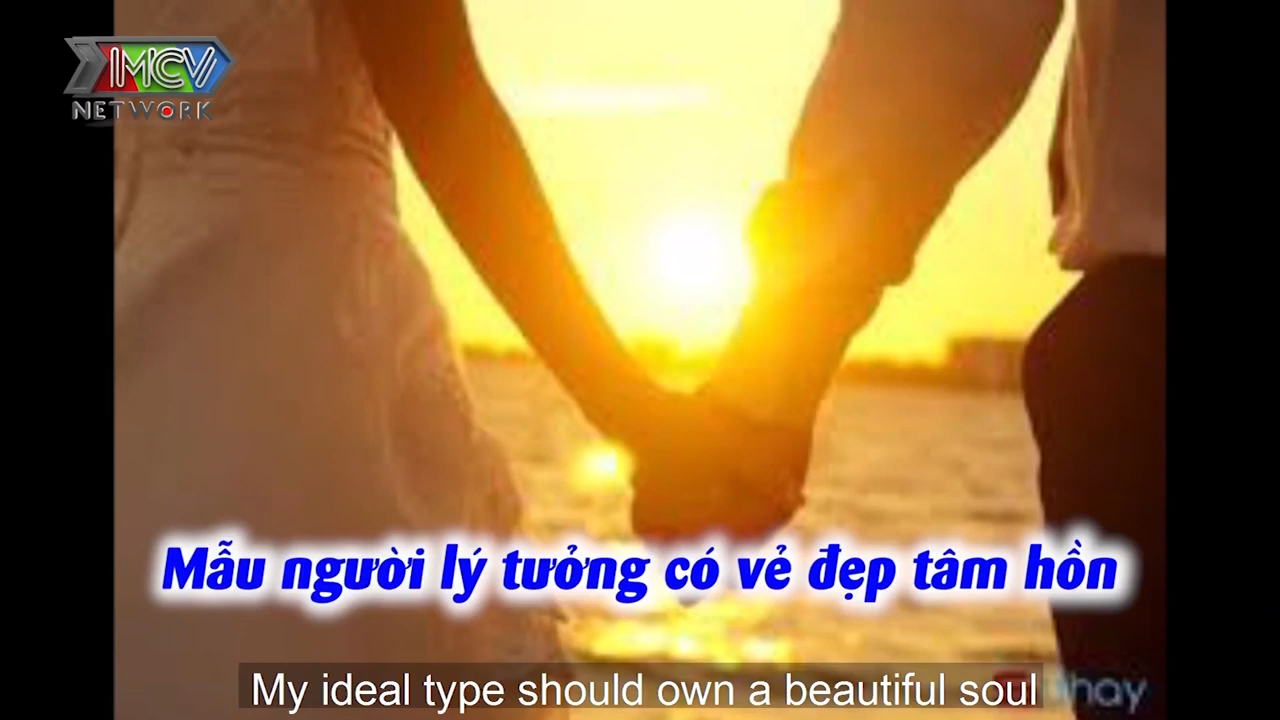 MCV
NETWORK
Mẫu người lý tưởng có vẻ đẹp tâm hồn
My ideal type should own a beautiful soul